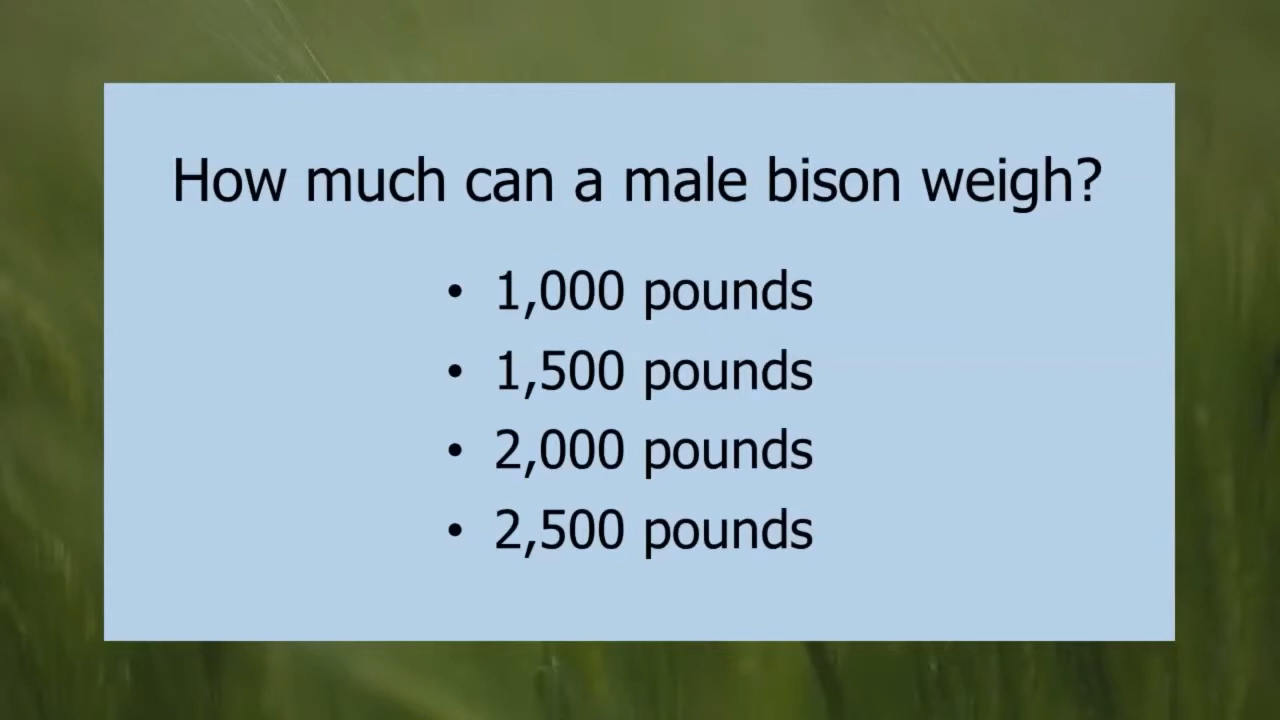 How much can a male bison weigh?
• 1,000 pounds
• 1,500 pounds
• 2,000 pounds
• 2,500 pounds